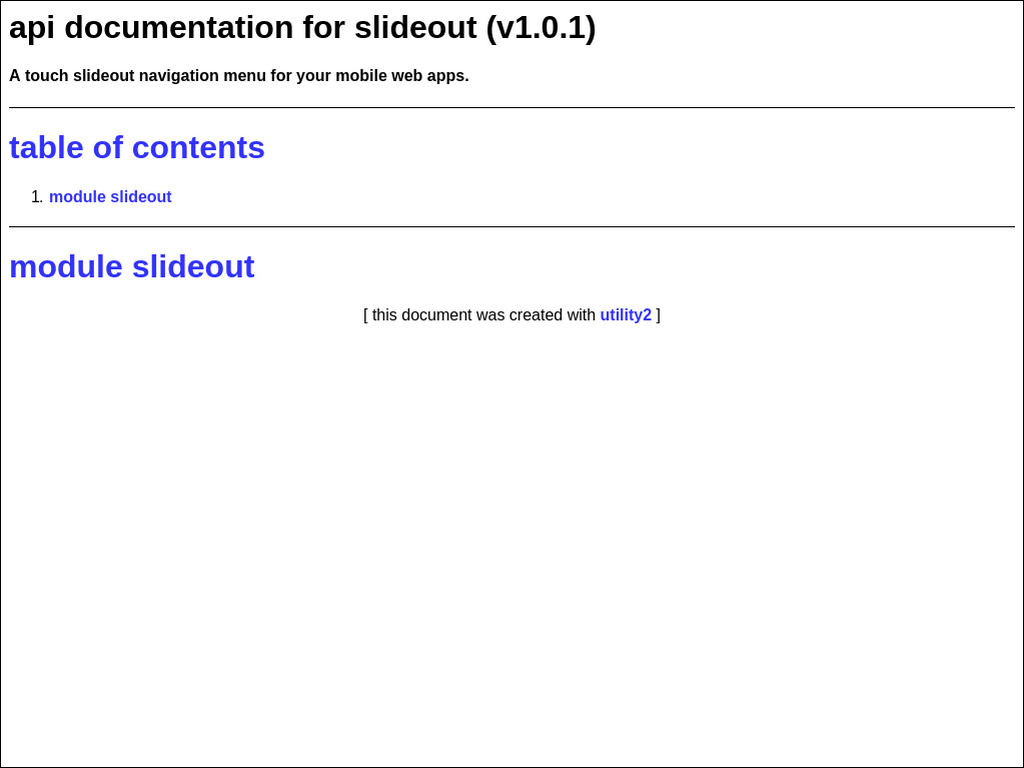 api documentation for slideout (v1.0.1)
A touch slideout navigation menu for your mobile web apps.
table of contents
1. module slideout
module slideout
[ this document was created with utility2 ]